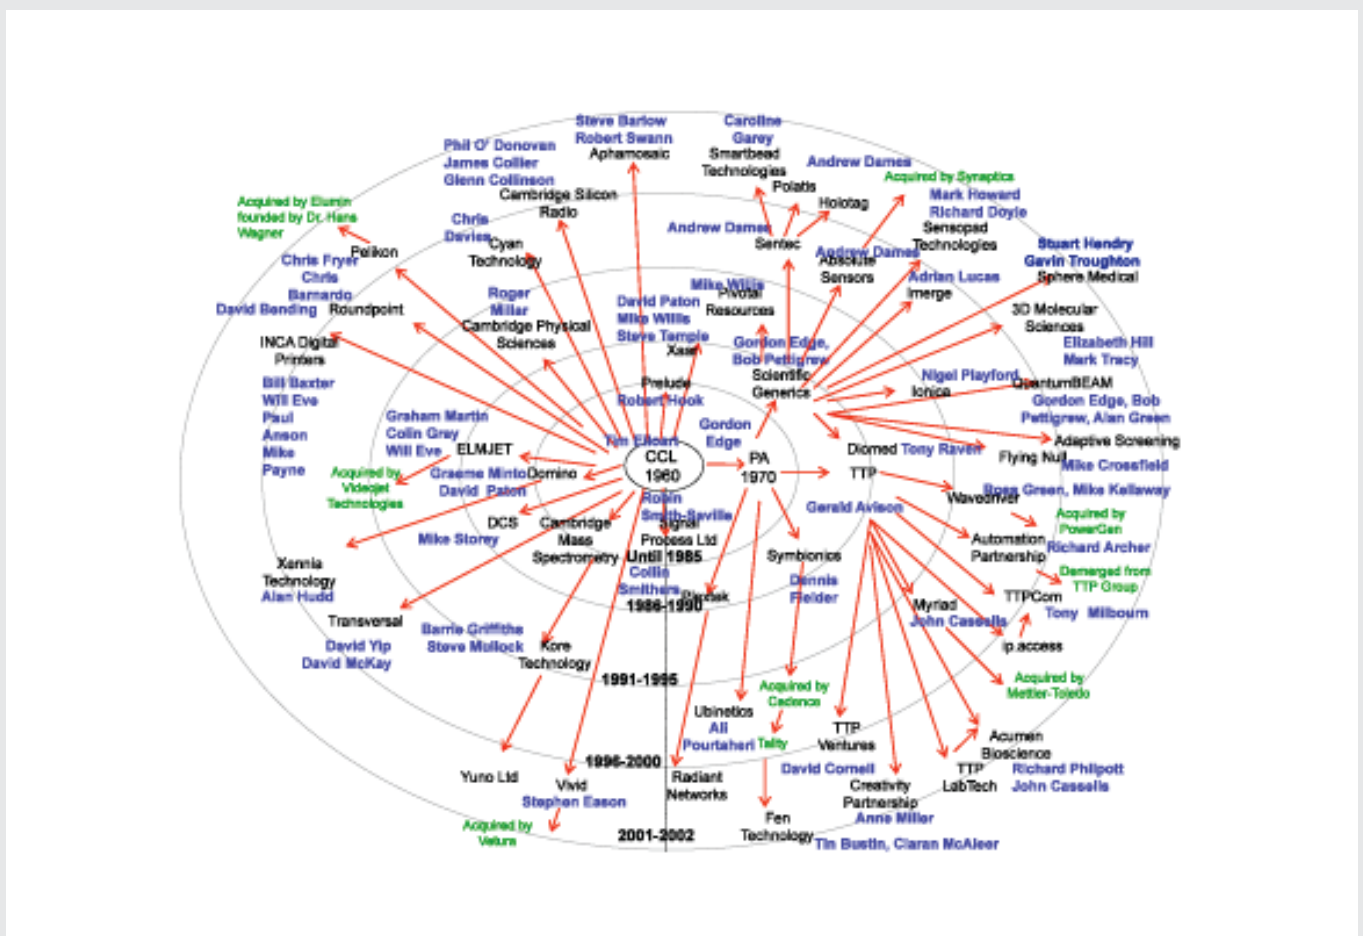 Steve Bartow
Robert Swann
Aphamosaic
Caroline
Garey
Smartbead
Technologies
Phil O' Donovan
James Collier
Glenn Collinson
Cambridge Silicon
Radio
Andrew Dames
Acquired by Synaptics
Polatis
Holotag
Mark Howard
Richard Doyle
Sensopad
Technologies
Acquired by Elumin
founded by Dr. Hans
Wagner
Pelikon
Chris
Davies
Cyan
Technology
Andrew Dames
Sentec
Andrew Dames
Absolute
Sensors
Stuart Hendry
Gavin Troughton
Sphere Medical
Chris Fryer
Chris
Barnardo
David Bending
Roundpoint
Roger
Millar
Cambridge Physical
Sciences
Mike Willis
Pivotal
Resources
Adrian Lucas
Imerge
3D Molecular
Sciences
David Paton
Mike Willis
Steve Temple
Xaar
INCA Digital
Printers
Gordon Edge,
Bob Pettigrew
Scientific
Generics
Elizabeth Hill
Mark Tracy
QuantumBEAM
Bill Baxter
Will Eve
Paul
Anson
Mike
Payne
Prelude
Robert Hook
Nigel Playford
Ionica
Gordon Edge, Bob
Pettigrew, Alan Green
Adaptive Screening
Graham Martin
Colin Gray
Will Eve
ELMJET
Gordon
Edge
Tim Eiloart
CCL
1960
PA
1970
Diomed
Tony Raven
Flying Null
Mike Crossfield
Acquired by
Videojet
Technologies
Graeme Minto
Domino
David Paton
TTP
Gerald Avison
Ross Green, Mike Kellaway
Wavedriver
Robin
Smith-Saville
Signal
Process Ltd
Until 1985
DCS
Mike Storey
Cambridge
Mass
Spectrometry
Acquired by
PowerGen
Automation
Partnership
Richard Archer
Xennia
Technology
Alan Hudd
Collin
Smithers
Plextek
1986-1990
Symbionics
Dennis
Fielder
Demerged from
TTP Group
TTPCom
Tony Milbourn
Myriad
John Cassells
ip.access
Transversal
David Yip
David McKay
Barrie Griffiths
Steve Mullock
Kore
Technology
1991-1995
Acquired by
Cadence
Acquired by
Mettler-Toledo
Ubinetics
Ali
Pourtaheri
Tality
TTP
Ventures
David Cornell
Acumen
Bioscience
Richard Philpott
John Cassells
TTP
LabTech
1996-2000
Yuno Ltd
Vivid
Stephen Eason
Radiant
Networks
Creativity
Partnership
Anne Miller
Acquired by
Vetura
2001-2002
Fen
Technology
Tin Bustin, Ciaran McAleer